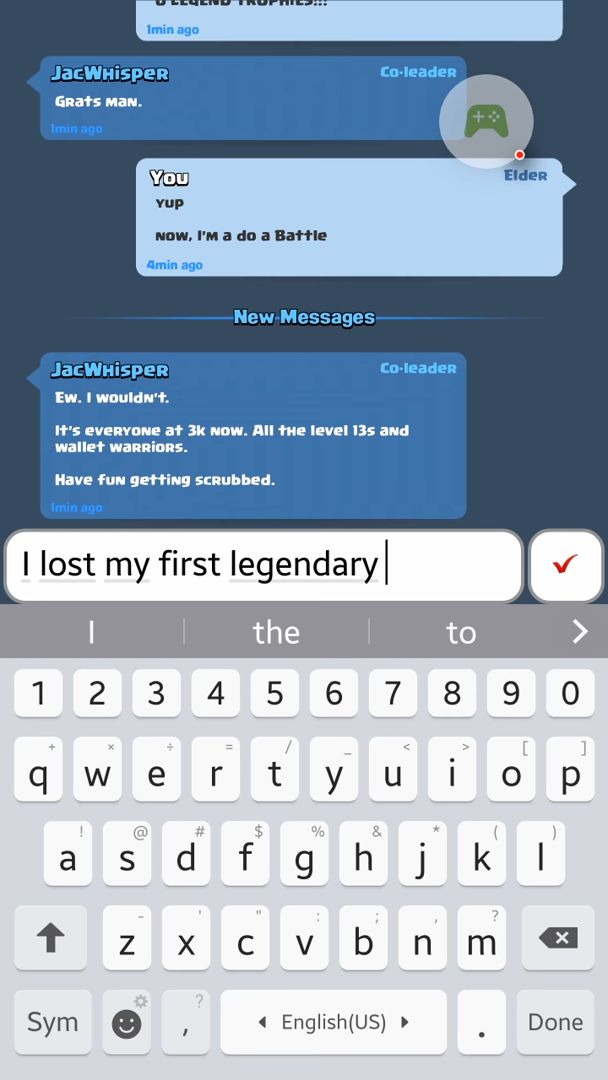 0 LEGEND TROPHIES!!!
1min ago
JacWhisper Co-leader
Grats man.
1min ago
You Elder
yup
now, I'm a do a Battle
4min ago
New Messages
JacWhisper Co-leader
Ew. I wouldn't.
It's everyone at 3k now. All the level 13s and
wallet warriors.
Have fun getting scrubbed.
1min ago
I lost my first legendary
I the to
1 2 3 4 5 6 7 8 9 0
+ × ÷ = / _ < > [ ]
q w e r t y u i o p
! @ # $ % & * ( )
a s d f g h j k l
- ' " : ; , ?
z x c v b n m
Sym , ? English(US) . Done